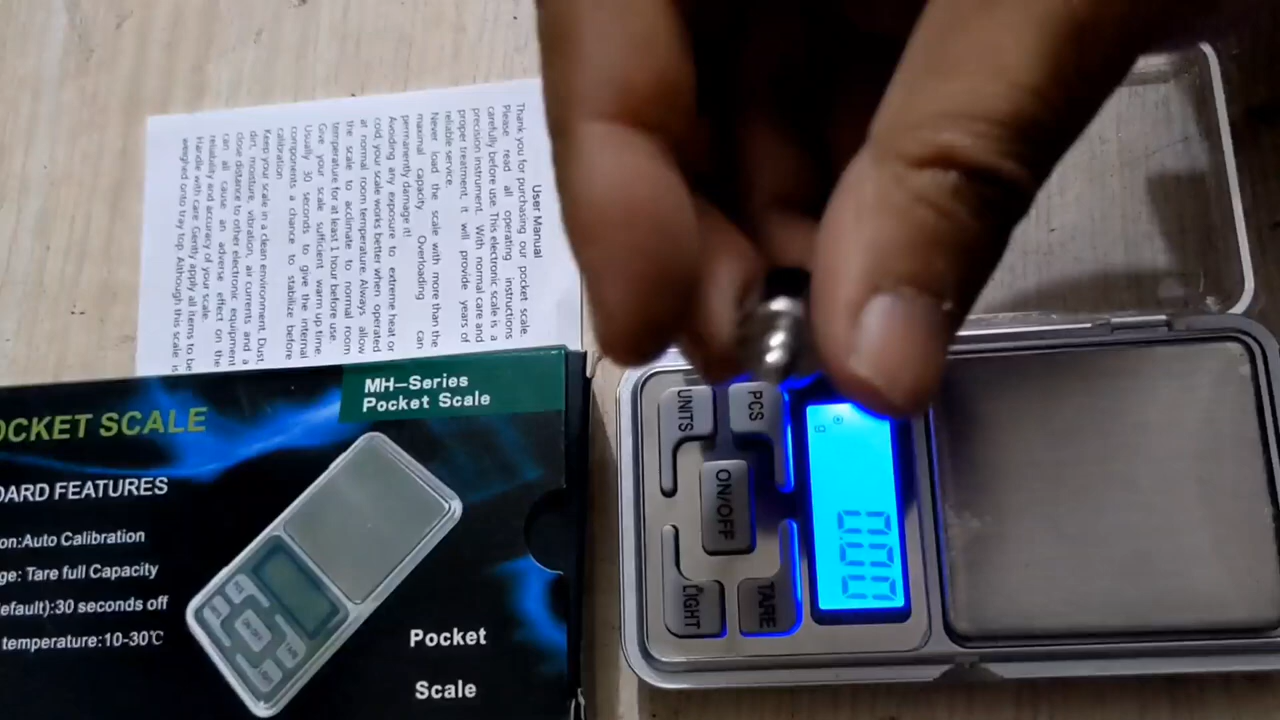 User Manual
Thank you for purchasing our pocket scale.
Please read all operating instructions
carefully before use. This electronic scale is a
precision instrument. With normal care and
proper treatment, it will provide years of
reliable service.
Never load the scale with more than the
maximal capacity. Overloading can
permanently damage it!
Avoiding any exposure to extreme heat or
cold, your scale works better when operated
at normal room temperature. Always allow
the scale to acclimate to normal room
temperature for at least 1 hour before use.
Give your scale sufficient warm up time.
Usually 30 seconds to give the internal
components a chance to stabilize before
calibration
Keep your scale in a clean environment. Dust,
dirt, moisture, vibration, air currents and a
close distance to other electronic equipment
can all cause an adverse effect on the
reliability and accuracy of your scale.
Handle with care. Gently apply all items to be
weighed onto tray top. Although this scale is
MH-Series
Pocket Scale
OCKET SCALE
DARD FEATURES
on:Auto Calibration
ge: Tare full Capacity
efault):30 seconds off
temperature:10-30℃
Pocket
Scale
UNITS
PCS
ON/OFF
LIGHT
TARE
g
0.00